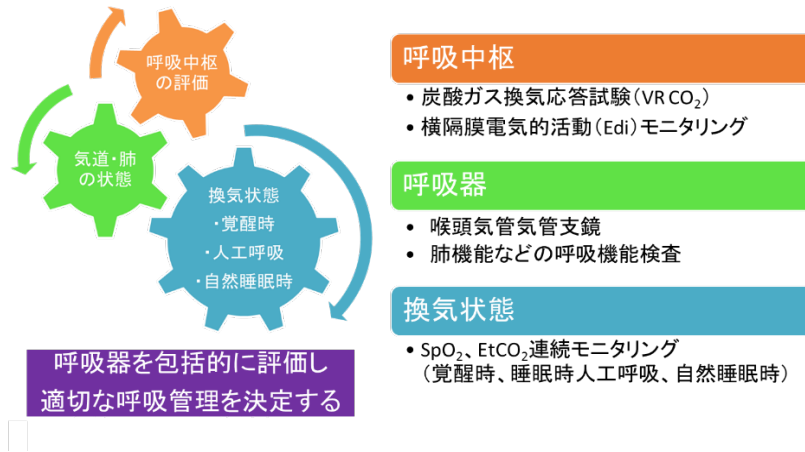 呼吸中枢
の評価
気道・肺
の状態
換気状態
・覚醒時
・人工呼吸
・自然睡眠時
呼吸器を包括的に評価し
適切な呼吸管理を決定する
呼吸中枢
• 炭酸ガス換気応答試験（VR CO₂）
• 横隔膜電気的活動（Edi）モニタリング
呼吸器
• 喉頭気管気管支鏡
• 肺機能などの呼吸機能検査
換気状態
• SpO₂、EtCO₂連続モニタリング
（覚醒時、睡眠時人工呼吸、自然睡眠時）